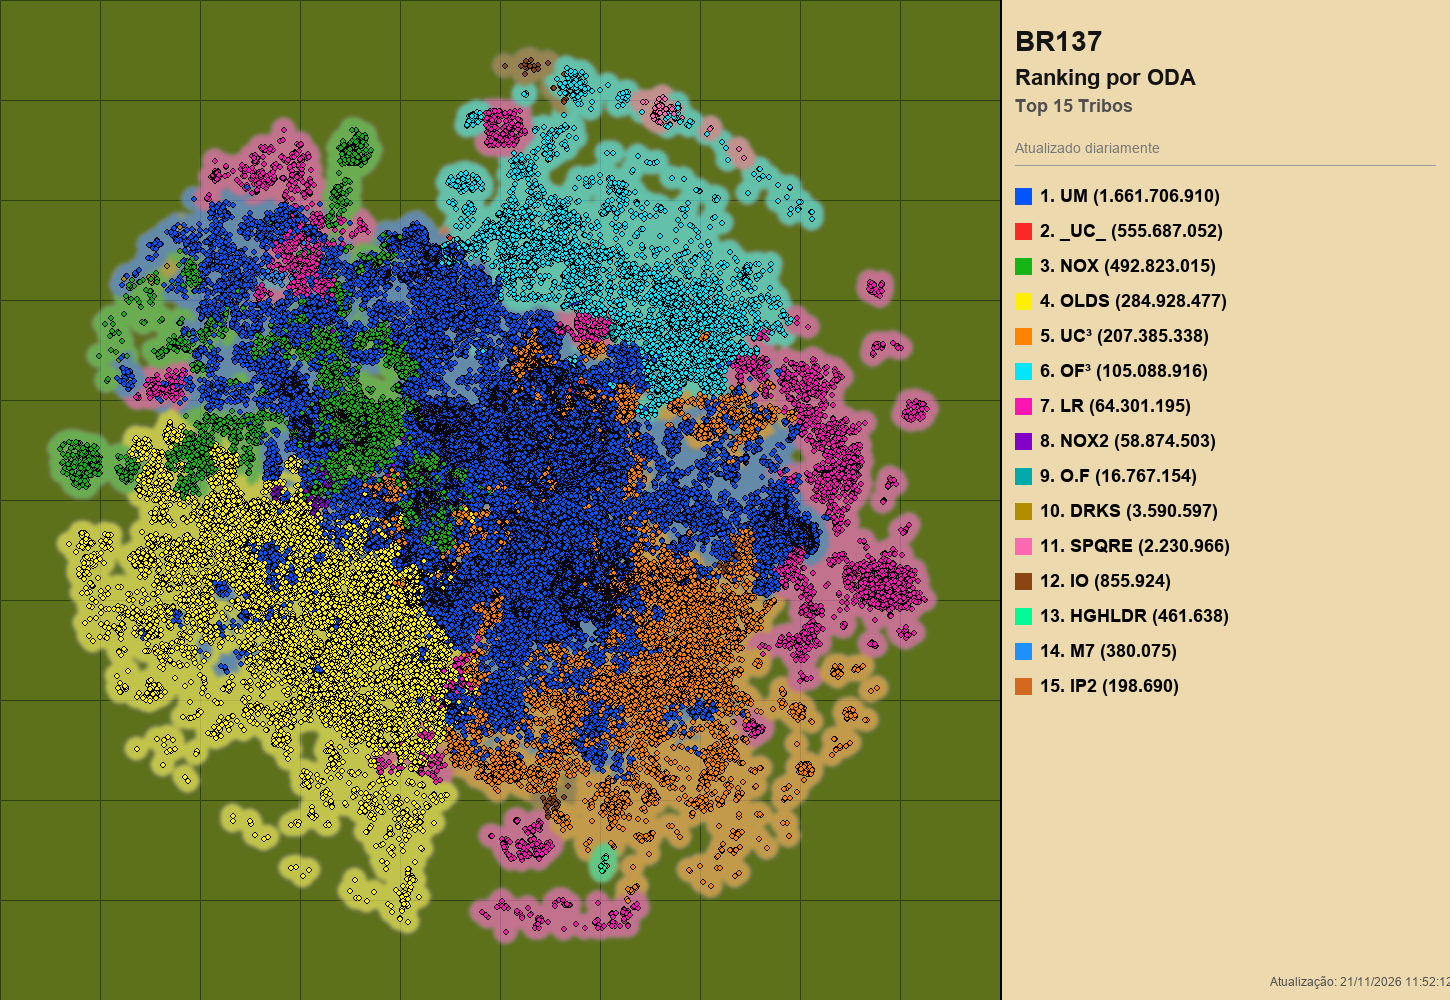 BR137
Ranking por ODA
Top 15 Tribos
Atualizado diariamente
1. UM (1.661.706.910)
2. _UC_ (555.687.052)
3. NOX (492.823.015)
4. OLDS (284.928.477)
5. UC³ (207.385.338)
6. OF³ (105.088.916)
7. LR (64.301.195)
8. NOX2 (58.874.503)
9. O.F (16.767.154)
10. DRKS (3.590.597)
11. SPQRE (2.230.966)
12. IO (855.924)
13. HGHLDR (461.638)
14. M7 (380.075)
15. IP2 (198.690)
Atualização: 21/11/2026 11:52:12